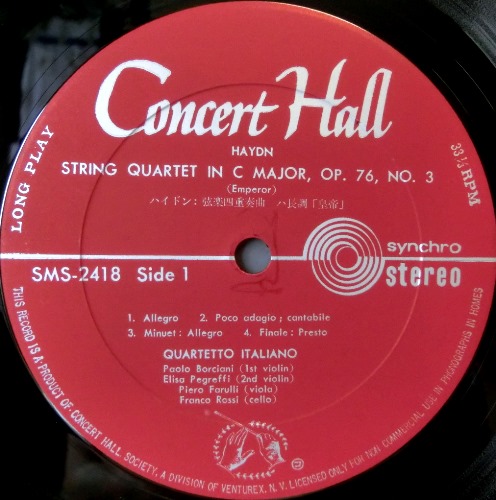 Concert Hall
HAYDN
STRING QUARTET IN C MAJOR, OP. 76, NO. 3
(Emperor)
ハイドン：弦楽四重奏曲 ハ長調「皇帝」
LONG PLAY
33 1/3 RPM
synchro
stereo
SMS-2418 Side 1
1. Allegro 2. Poco adagio; cantabile
3. Minuet: Allegro 4. Finale: Presto
QUARTETTO ITALIANO
Paolo Borciani (1st violin)
Elisa Pegreffi (2nd violin)
Piero Farulli (viola)
Franco Rossi (cello)
THIS RECORD IS A PRODUCT OF CONCERT HALL SOCIETY, A DIVISION OF VENTUREX, N. V. LICENSED ONLY FOR NON COMMERCIAL USE ON PHONOGRAPHS IN HOMES